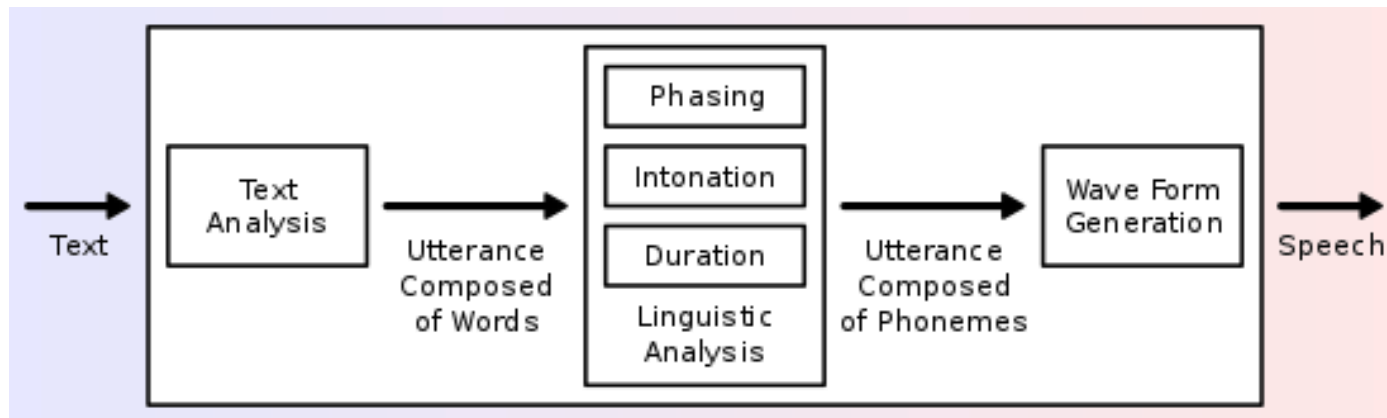 Text
Text
Analysis
Utterance
Composed
of Words
Phasing
Intonation
Duration
Linguistic
Analysis
Utterance
Composed
of Phonemes
Wave Form
Generation
Speech